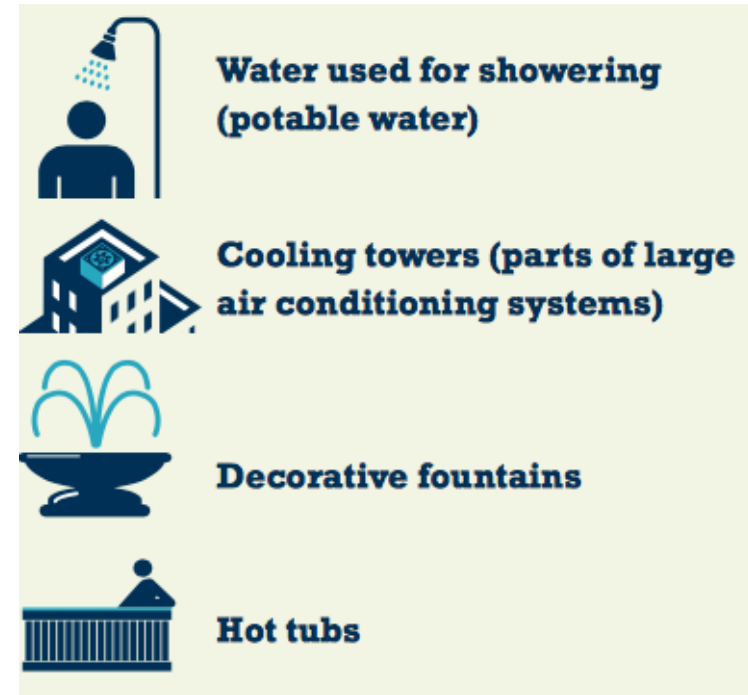 Water used for showering
(potable water)
Cooling towers (parts of large
air conditioning systems)
Decorative fountains
Hot tubs